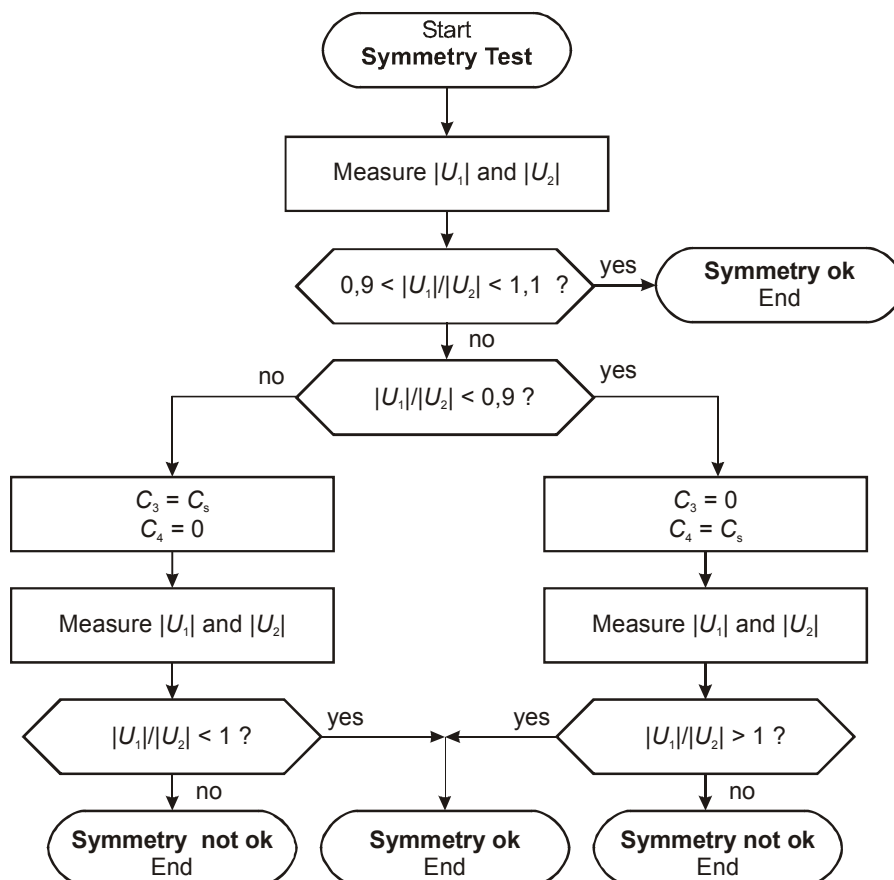 Start
Symmetry Test
Measure |U₁| and |U₂|
0,9 < |U₁|/|U₂| < 1,1 ?
yes
Symmetry ok
End
no
no
|U₁|/|U₂| < 0,9 ?
yes
C₃ = Cₛ
C₄ = 0
C₃ = 0
C₄ = Cₛ
Measure |U₁| and |U₂|
Measure |U₁| and |U₂|
|U₁|/|U₂| < 1 ?
yes
yes
|U₁|/|U₂| > 1 ?
no
no
Symmetry not ok
End
Symmetry ok
End
Symmetry not ok
End